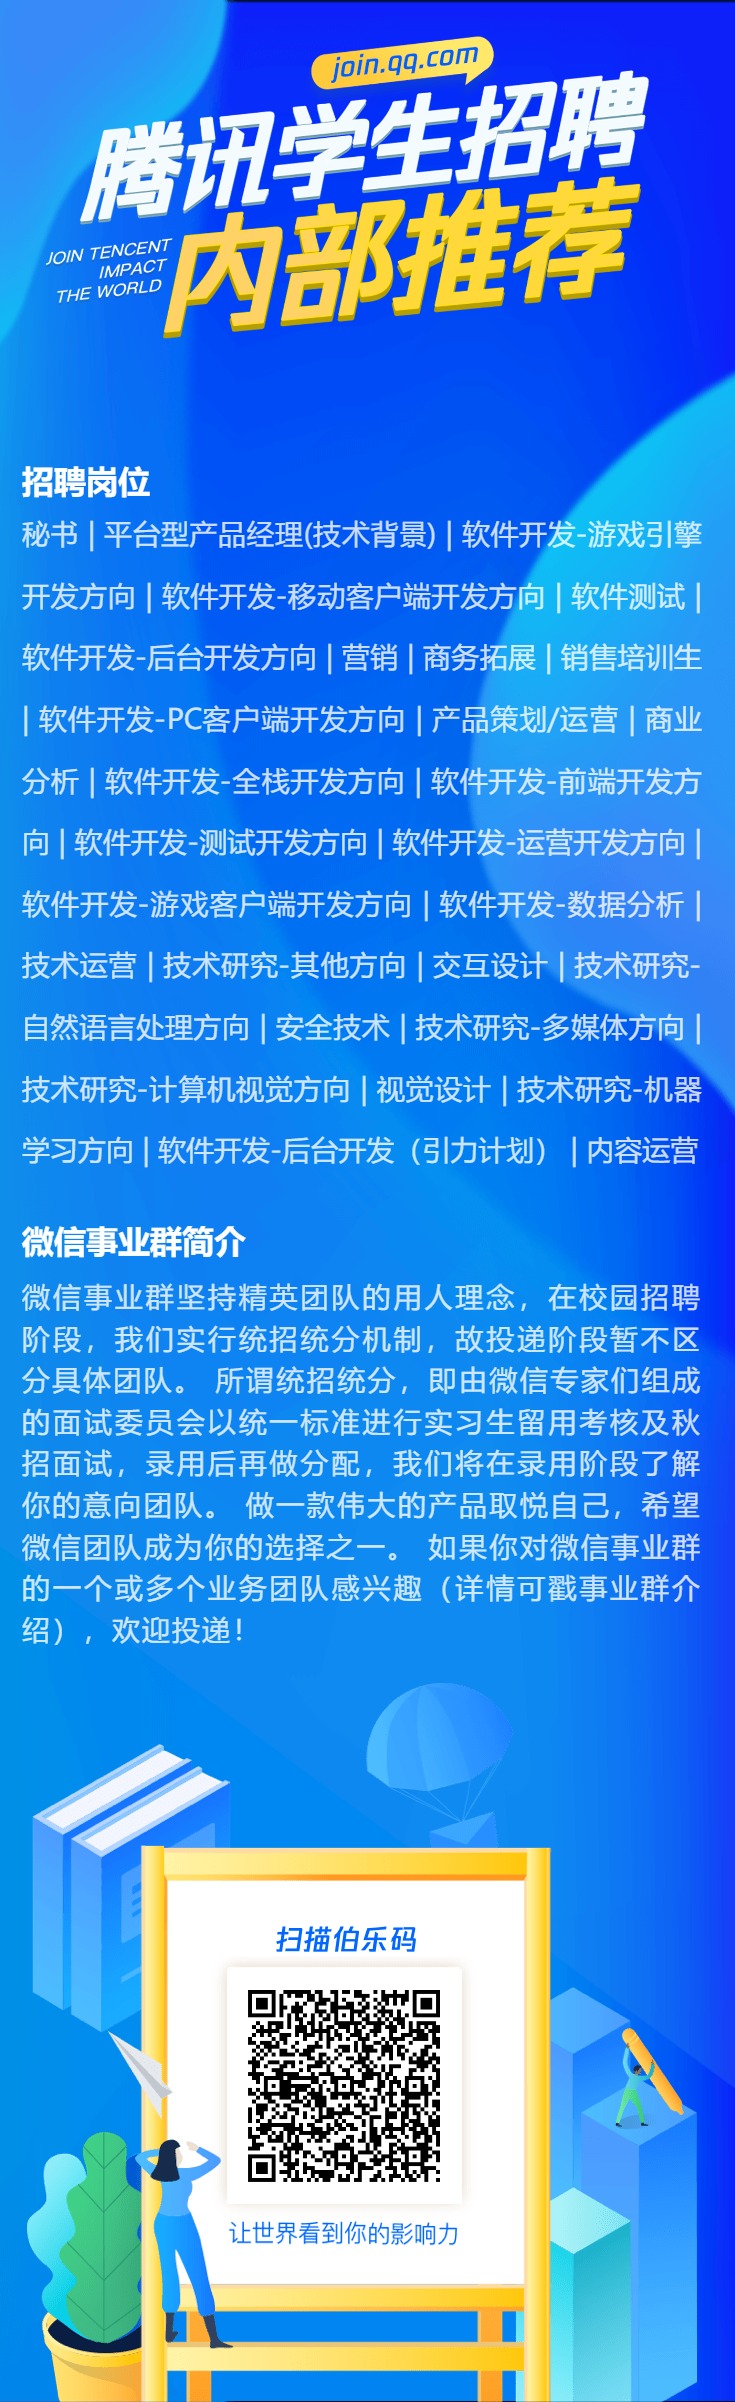 join.qq.com
腾讯学生招聘
内部推荐
JOIN TENCENT
IMPACT
THE WORLD
招聘岗位
秘书 | 平台型产品经理(技术背景) | 软件开发-游戏引擎
开发方向 | 软件开发-移动客户端开发方向 | 软件测试 |
软件开发-后台开发方向 | 营销 | 商务拓展 | 销售培训生
| 软件开发-PC客户端开发方向 | 产品策划/运营 | 商业
分析 | 软件开发-全栈开发方向 | 软件开发-前端开发方
向 | 软件开发-测试开发方向 | 软件开发-运营开发方向 |
软件开发-游戏客户端开发方向 | 软件开发-数据分析 |
技术运营 | 技术研究-其他方向 | 交互设计 | 技术研究-
自然语言处理方向 | 安全技术 | 技术研究-多媒体方向 |
技术研究-计算机视觉方向 | 视觉设计 | 技术研究-机器
学习方向 | 软件开发-后台开发（引力计划） | 内容运营
微信事业群简介
微信事业群坚持精英团队的用人理念，在校园招聘
阶段，我们实行统招统分机制，故投递阶段暂不区
分具体团队。 所谓统招统分，即由微信专家们组成
的面试委员会以统一标准进行实习生留用考核及秋
招面试，录用后再做分配，我们将在录用阶段了解
你的意向团队。 做一款伟大的产品取悦自己，希望
微信团队成为你的选择之一。 如果你对微信事业群
的一个或多个业务团队感兴趣（详情可戳事业群介
绍），欢迎投递！
扫描伯乐码
让世界看到你的影响力